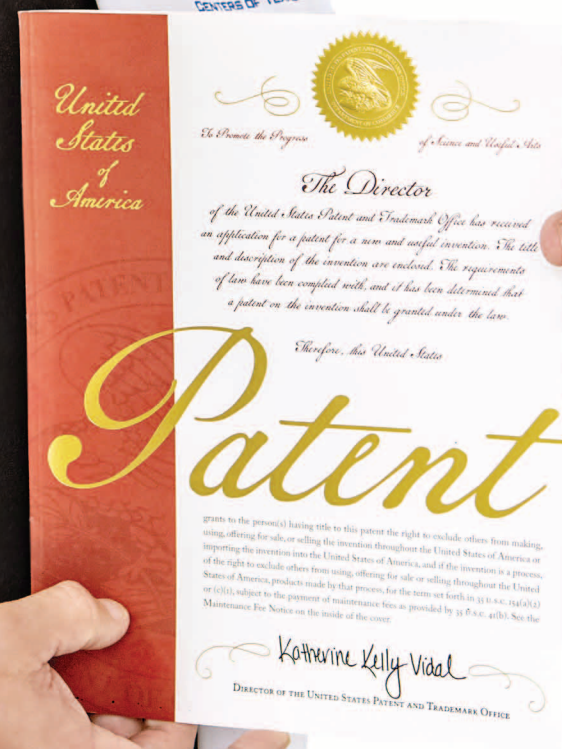 CENTERS OF
United
States
of
America
To Promote the Progress of Science and Useful Arts
The Director
of the United States Patent and Trademark Office has received
an application for a patent for a new and useful invention. The title
and description of the invention are enclosed. The requirements
of law have been complied with, and it has been determined that
a patent on the invention shall be granted under the law.
Therefore, this United States
PATENT
Patent
grants to the person(s) having title to this patent the right to exclude others from making,
using, offering for sale, or selling the invention throughout the United States of America or
importing the invention into the United States of America, and if the invention is a process,
of the right to exclude others from using, offering for sale or selling throughout the United
States of America, products made by that process, for the term set forth in 35 U.S.C. 154(a)(2)
or (c)(1), subject to the payment of maintenance fees as provided by 35 U.S.C. 41(b). See the
Maintenance Fee Notice on the inside of the cover.
Katherine Kelly Vidal
DIRECTOR OF THE UNITED STATES PATENT AND TRADEMARK OFFICE